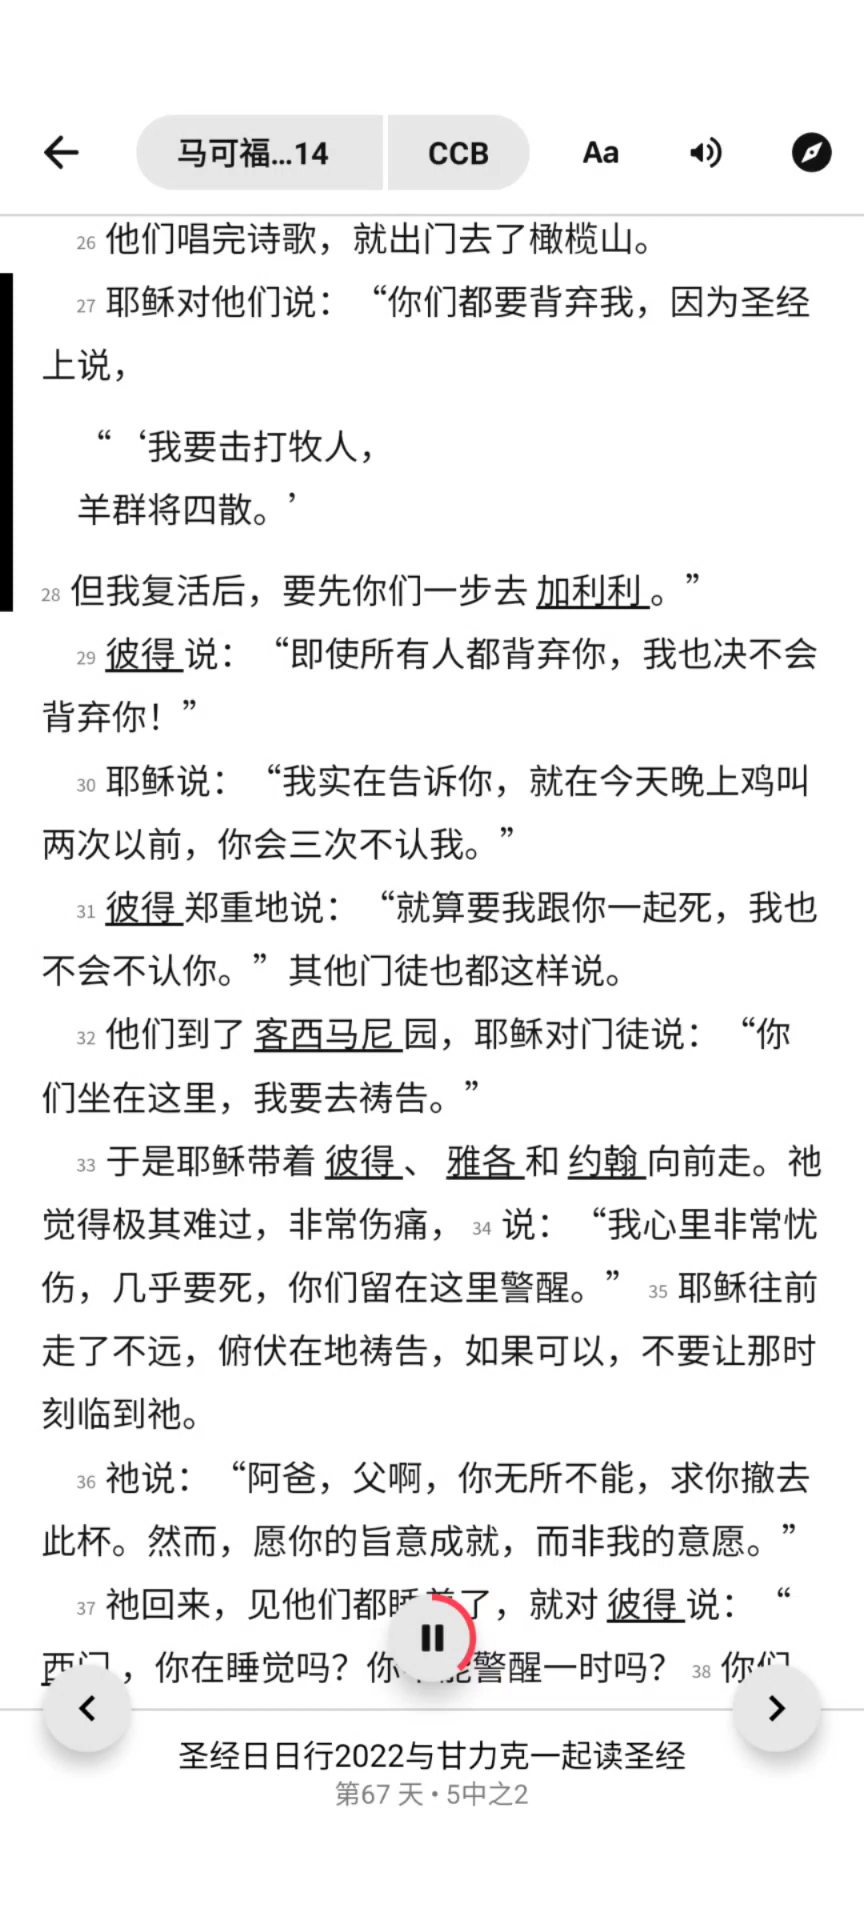 马可福...14 CCB Aa
26 他们唱完诗歌，就出门去了橄榄山。
27 耶稣对他们说：“你们都要背弃我，因为圣经
上说，
“‘我要击打牧人，
羊群将四散。’
28 但我复活后，要先你们一步去 加利利 。”
29 彼得 说：“即使所有人都背弃你，我也决不会
背弃你！”
30 耶稣说：“我实在告诉你，就在今天晚上鸡叫
两次以前，你会三次不认我。”
31 彼得 郑重地说：“就算要我跟你一起死，我也
不会不认你。”其他门徒也都这样说。
32 他们到了 客西马尼 园，耶稣对门徒说：“你
们坐在这里，我要去祷告。”
33 于是耶稣带着 彼得 、 雅各 和 约翰 向前走。祂
觉得极其难过，非常伤痛， 34 说：“我心里非常忧
伤，几乎要死，你们留在这里警醒。” 35 耶稣往前
走了不远，俯伏在地祷告，如果可以，不要让那时
刻临到祂。
36 祂说：“阿爸，父啊，你无所不能，求你撤去
此杯。然而，愿你的旨意成就，而非我的意愿。”
37 祂回来，见他们都睡着了，就对 彼得 说：“
西门 ，你在睡觉吗？你 能警醒一时吗？ 38 你们
圣经日日行2022与甘力克一起读圣经
第67 天 • 5中之2